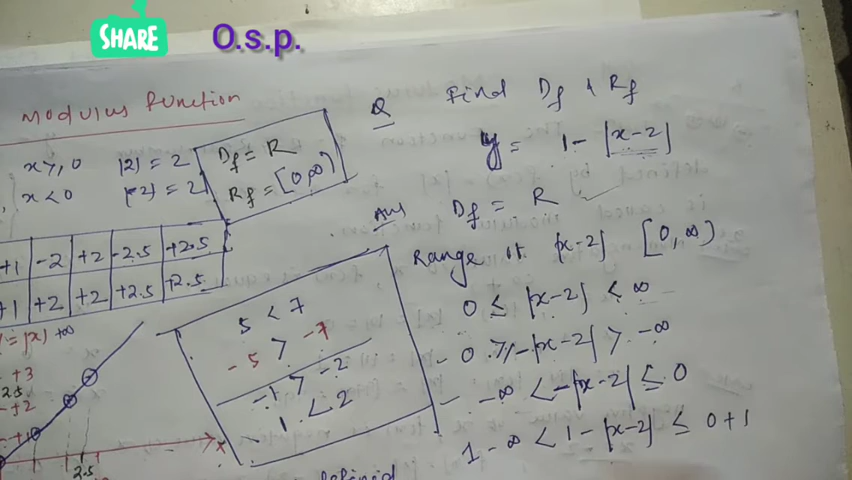 SHARE
O.s.p.
Modulus Function
x ≥ 0 |2| = 2
x < 0 |-2| = 2
Df = R
Rf = [0, ∞)
+1 -2 +2 -2.5 +2.5
+1 +2 +2 +2.5 +2.5
= |x| +∞
+3
2.5
+2
2.5
x
5 < 7
-5 > -7
-1 > -2
1 < 2
Q Find Df & Rf
y = 1 - |x-2|
Ans Df = R
Range of |x-2| [0, ∞)
0 ≤ |x-2| < ∞
- 0 ≥ -|x-2| > -∞
- -∞ < -|x-2| ≤ 0
1 - ∞ < 1 - |x-2| ≤ 0 + 1
defined